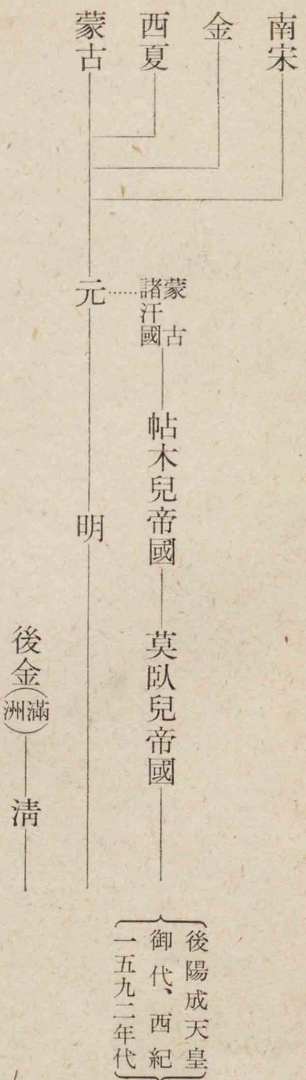 南宋
金
西夏
蒙古
蒙古
諸汗國
帖木兒帝國
莫臥兒帝國
元
明
後金(滿洲)
淸
後陽成天皇
御代、西紀
一五九二年代